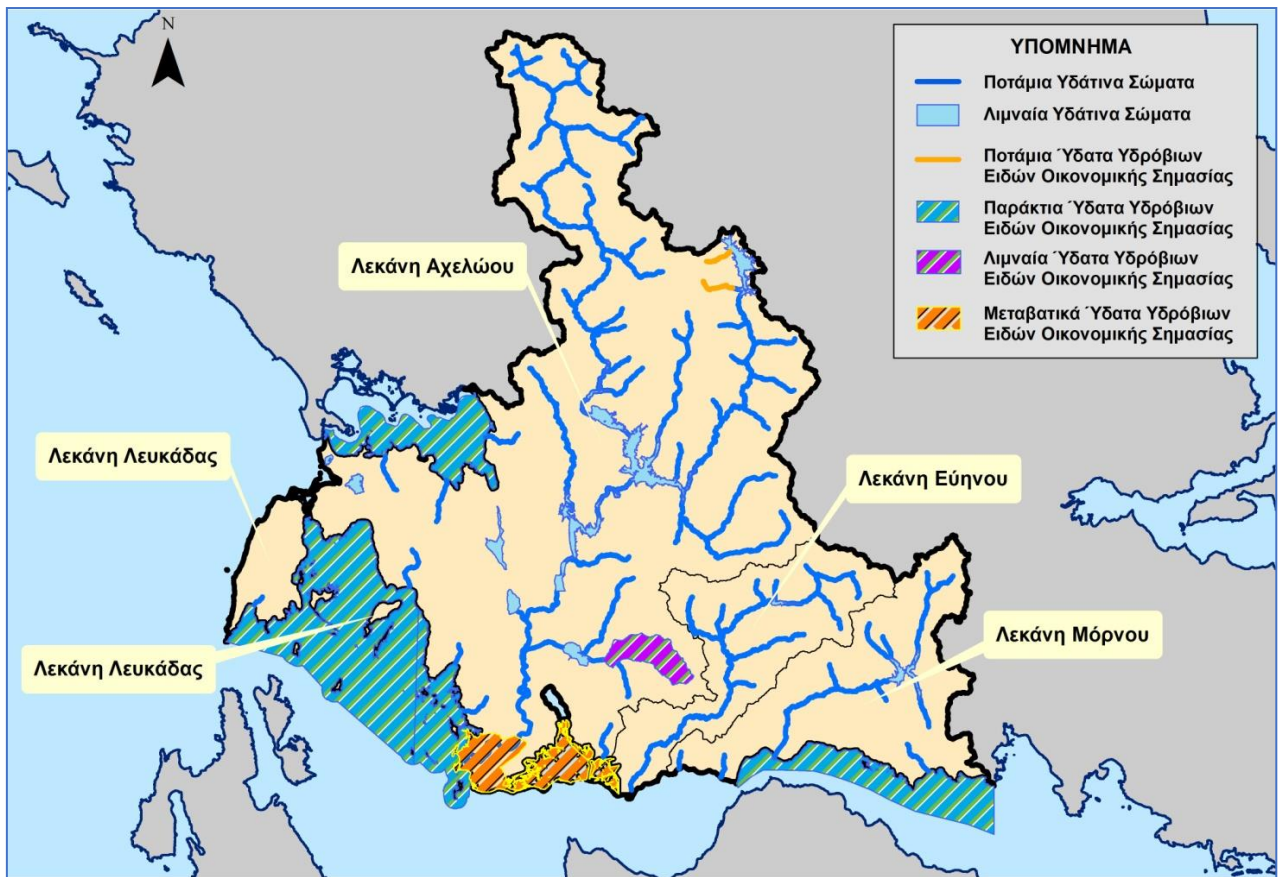 N
ΥΠΟΜΝΗΜΑ
Ποτάμια Υδάτινα Σώματα
Λιμναία Υδάτινα Σώματα
Ποτάμια Ύδατα Υδρόβιων
Ειδών Οικονομικής Σημασίας
Παράκτια Ύδατα Υδρόβιων
Ειδών Οικονομικής Σημασίας
Λιμναία Ύδατα Υδρόβιων
Ειδών Οικονομικής Σημασίας
Μεταβατικά Ύδατα Υδρόβιων
Ειδών Οικονομικής Σημασίας
Λεκάνη Αχελώου
Λεκάνη Λευκάδας
Λεκάνη Εύηνου
Λεκάνη Μόρνου
Λεκάνη Λευκάδας